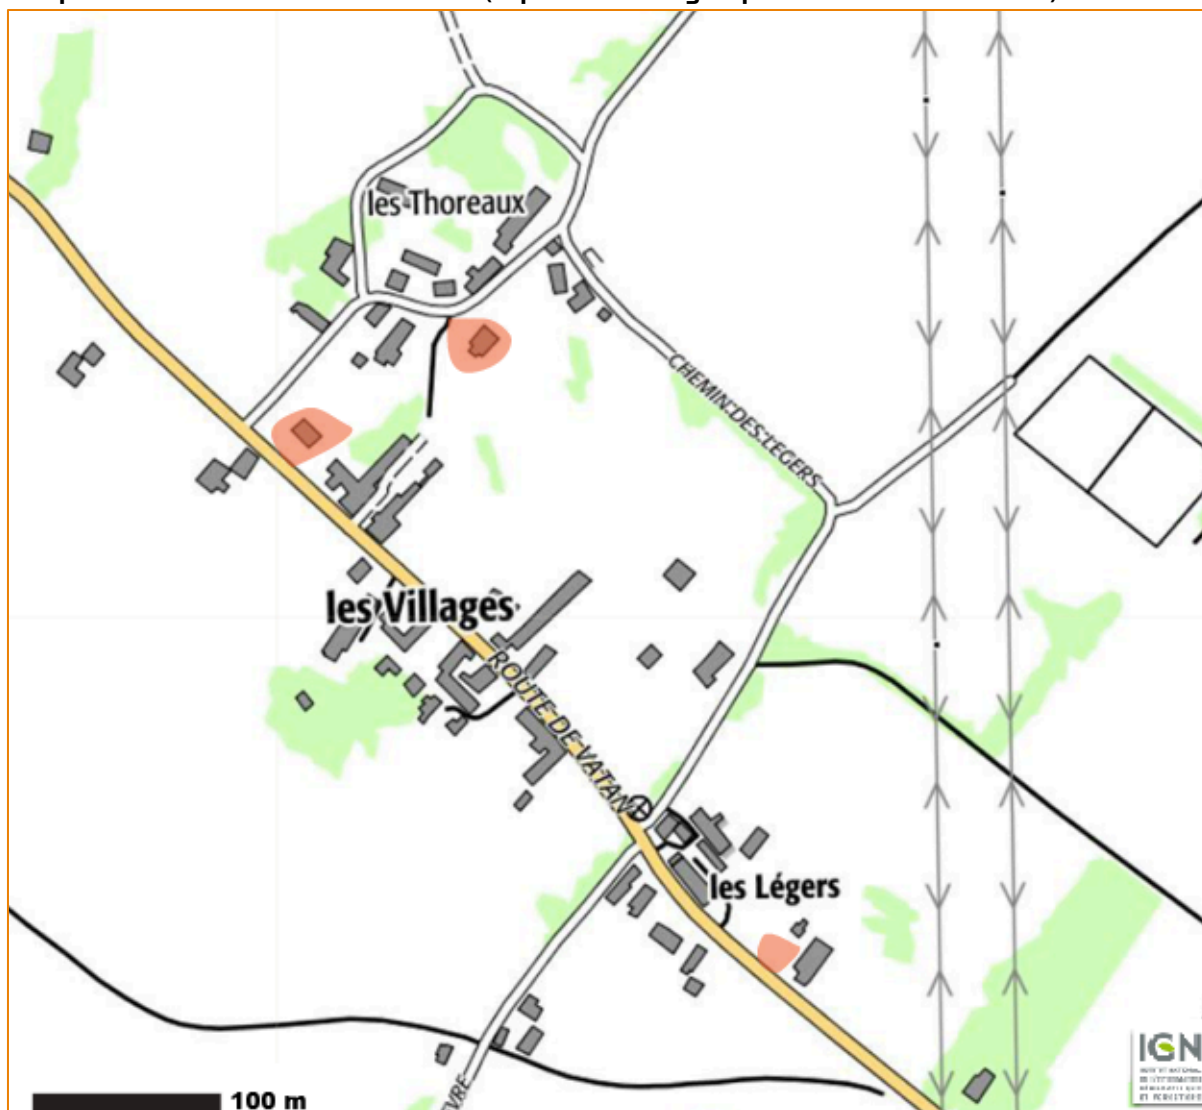 les Thoreaux
CHEMIN DES LÉGERS
les Villages
ROUTE DE VATAN
les Légers
IGN
100 m